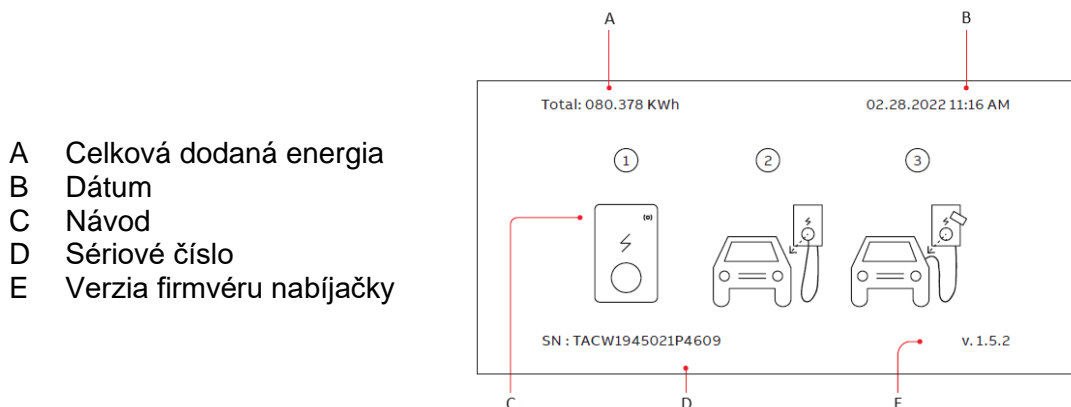 A Celková dodaná energia
B Dátum
C Návod
D Sériové číslo
E Verzia firmvéru nabíjačky
A B
Total: 080.378 KWh 02.28.2022 11:16 AM
1 2 3
SN : TACW1945021P4609 v. 1.5.2
C D E